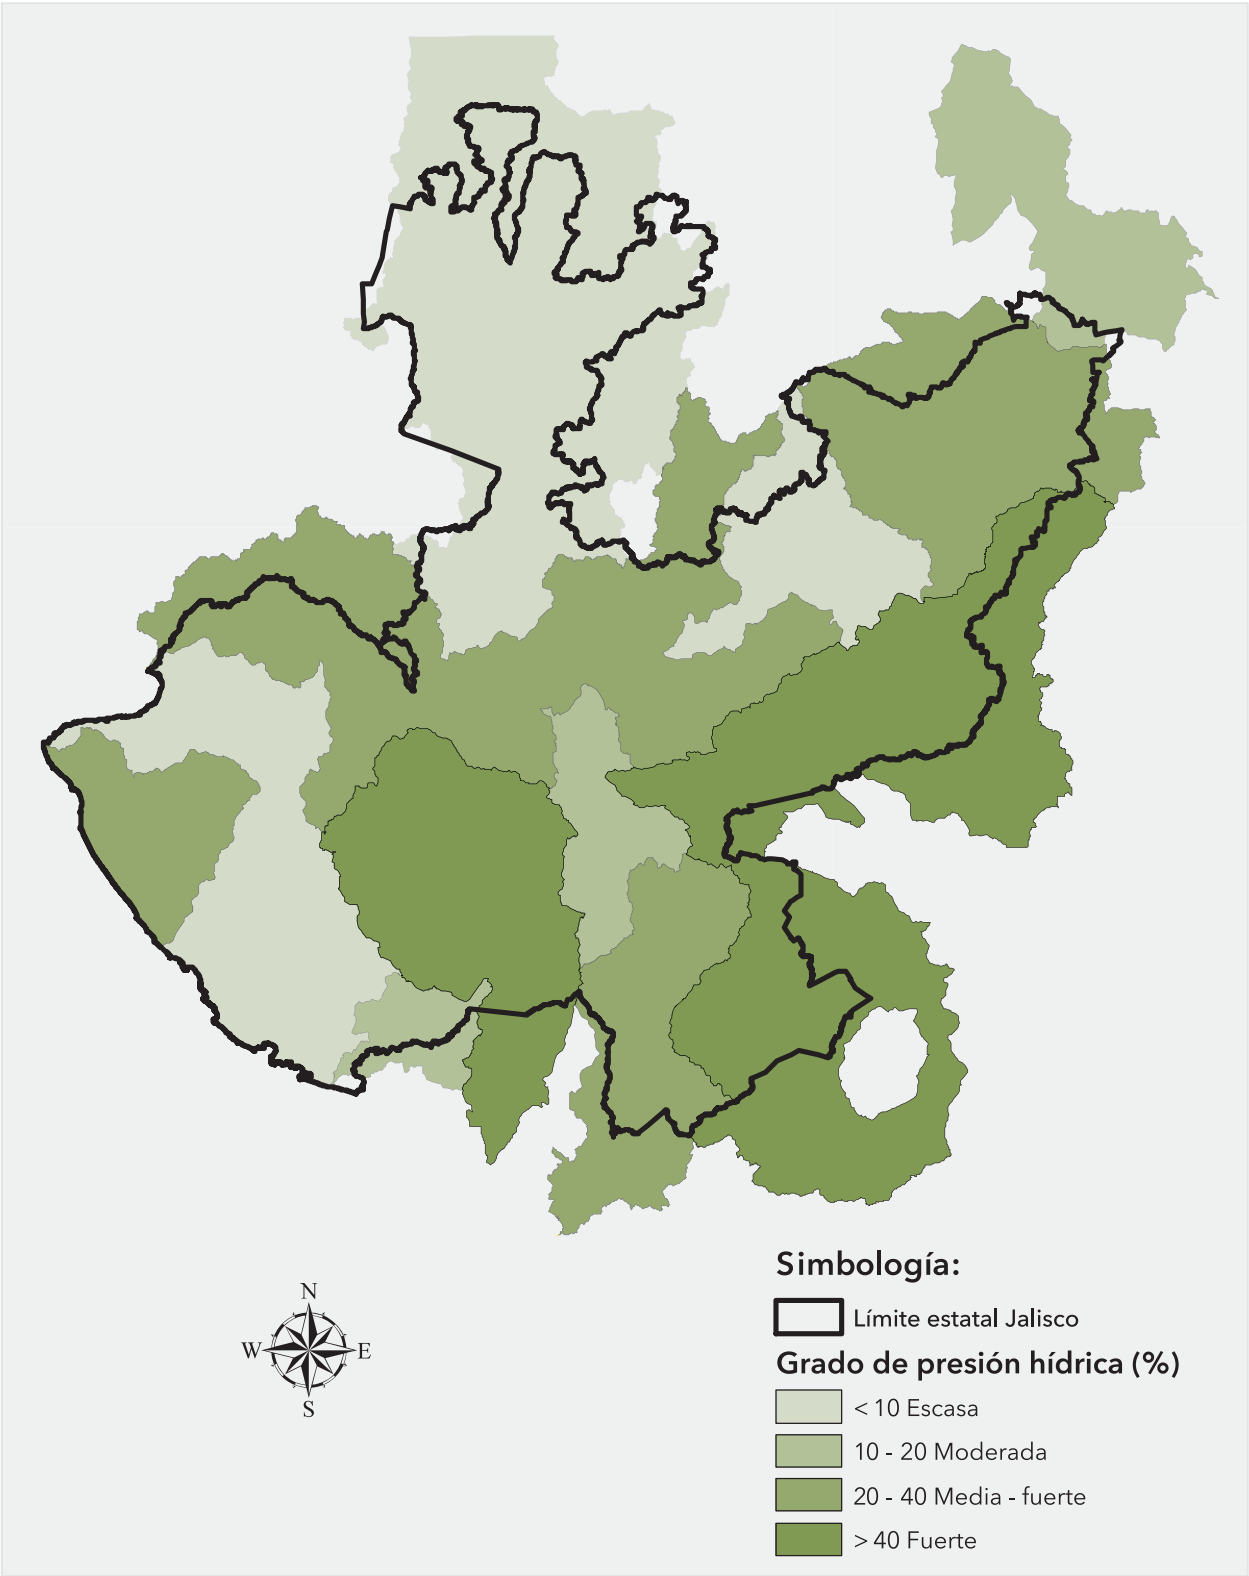 Simbología:
Límite estatal Jalisco
Grado de presión hídrica (%)
< 10 Escasa
10 - 20 Moderada
20 - 40 Media - fuerte
> 40 Fuerte
N
W E
S